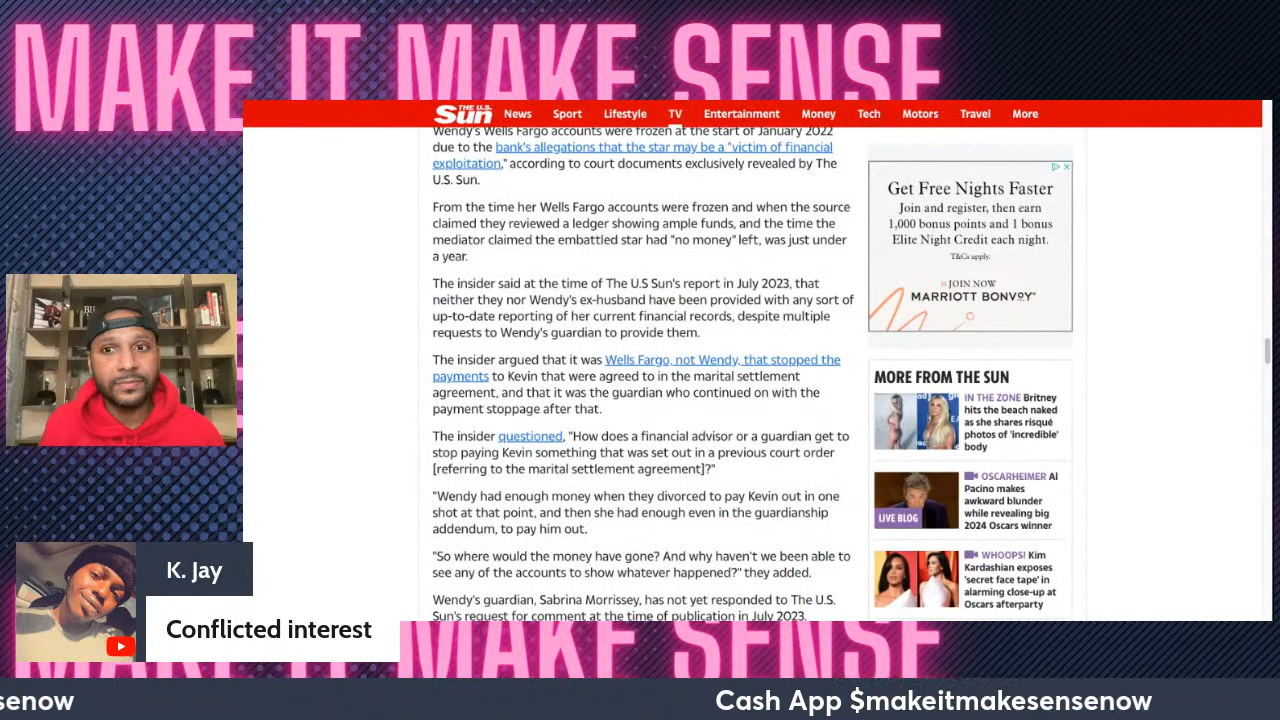 MAKE IT MAKE SENSE
THE U.S. Sun News Sport Lifestyle TV Entertainment Money Tech Motors Travel More
Wendy's Wells Fargo accounts were frozen at the start of January 2022
due to the bank's allegations that the star may be a "victim of financial
exploitation," according to court documents exclusively revealed by The
U.S. Sun.
From the time her Wells Fargo accounts were frozen and when the source
claimed they reviewed a ledger showing ample funds, and the time the
mediator claimed the embattled star had "no money" left, was just under
a year.
The insider said at the time of The U.S Sun's report in July 2023, that
neither they nor Wendy's ex-husband have been provided with any sort of
up-to-date reporting of her current financial records, despite multiple
requests to Wendy's guardian to provide them.
The insider argued that it was Wells Fargo, not Wendy, that stopped the
payments to Kevin that were agreed to in the marital settlement
agreement, and that it was the guardian who continued on with the
payment stoppage after that.
The insider questioned, "How does a financial advisor or a guardian get to
stop paying Kevin something that was set out in a previous court order
[referring to the marital settlement agreement]?"
"Wendy had enough money when they divorced to pay Kevin out in one
shot at that point, and then she had enough even in the guardianship
addendum, to pay him out.
"So where would the money have gone? And why haven't we been able to
see any of the accounts to show whatever happened?" they added.
Wendy's guardian, Sabrina Morrissey, has not yet responded to The U.S.
Sun's request for comment at the time of publication in July 2023.
Get Free Nights Faster
Join and register, then earn
1,000 bonus points and 1 bonus
Elite Night Credit each night.
T&Cs apply.
JOIN NOW
MARRIOTT BONVOY
MORE FROM THE SUN
IN THE ZONE Britney
hits the beach naked
as she shares risqué
photos of 'incredible'
body
OSCARHEIMER Al
Pacino makes
awkward blunder
while revealing big
2024 Oscars winner
LIVE BLOG
WHOOPS! Kim
Kardashian exposes
'secret face tape' in
alarming close-up at
Oscars afterparty
K. Jay
Conflicted interest
MAKE IT MAKE SENSE
senow
Cash App $makeitmakesensenow